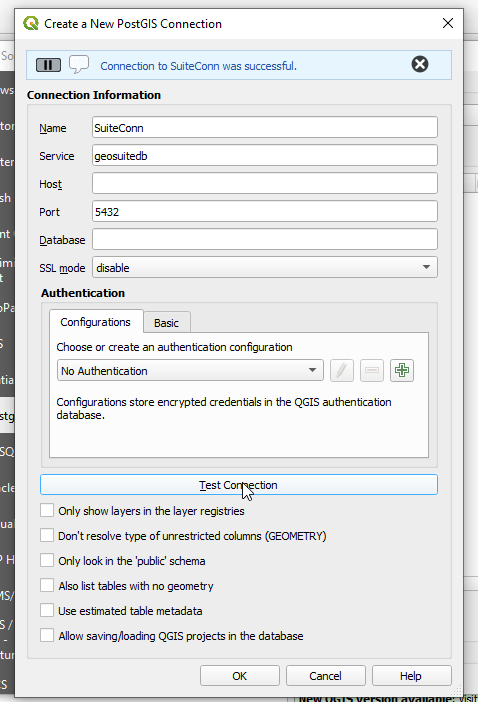 Create a New PostGIS Connection
Connection to SuiteConn was successful.
Connection Information
Name SuiteConn
Service geosuitedb
Host
Port 5432
Database
SSL mode disable
Authentication
Configurations Basic
Choose or create an authentication configuration
No Authentication
Configurations store encrypted credentials in the QGIS authentication
database.
Test Connection
Only show layers in the layer registries
Don't resolve type of unrestricted columns (GEOMETRY)
Only look in the 'public' schema
Also list tables with no geometry
Use estimated table metadata
Allow saving/loading QGIS projects in the database
OK Cancel Help
New QGIS version available: